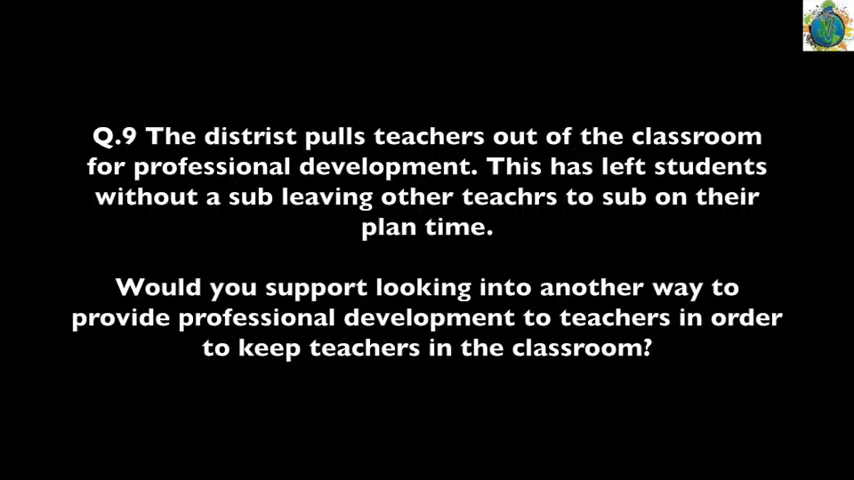 Q.9 The distrist pulls teachers out of the classroom
for professional development. This has left students
without a sub leaving other teachrs to sub on their
plan time.
Would you support looking into another way to
provide professional development to teachers in order
to keep teachers in the classroom?